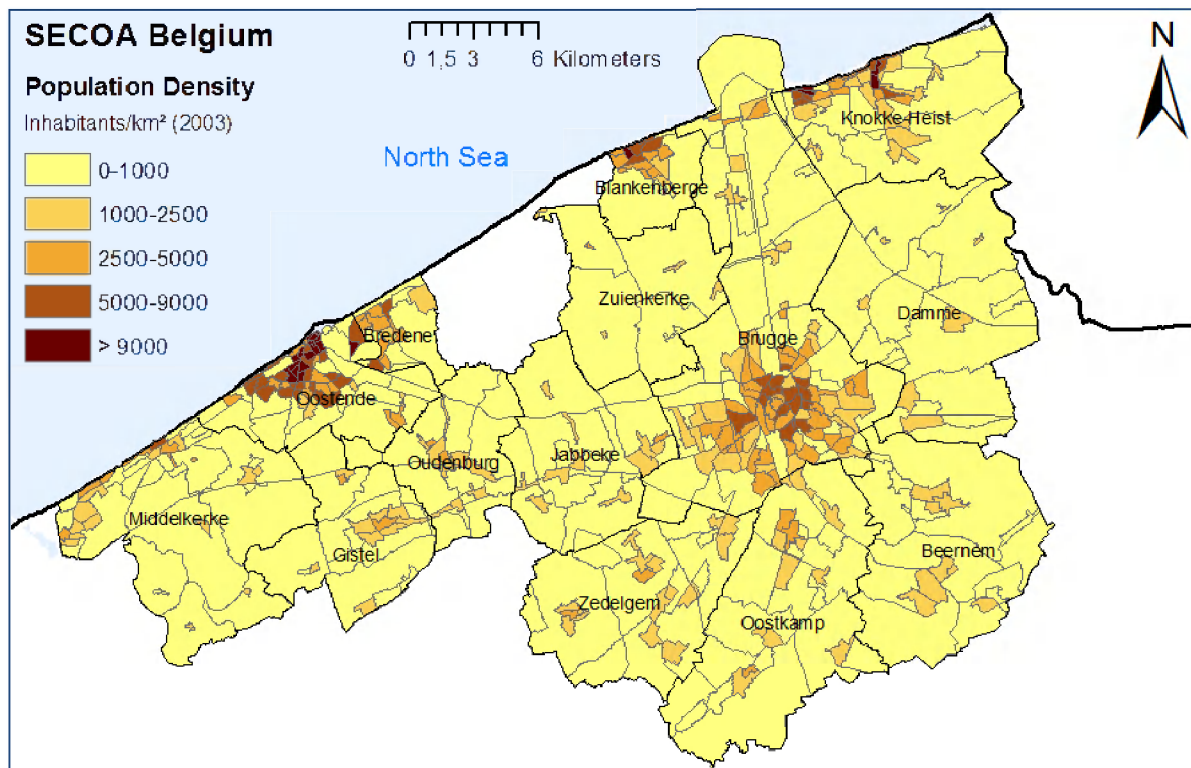 SECOA Belgium
Population Density
Inhabitants/km² (2003)
0-1000
1000-2500
2500-5000
5000-9000
> 9000
0 1,5 3 6 Kilometers
N
North Sea
Knokke-Heist
Blankenberge
Zuienkerke
Damme
Bredene
Brugge
Oostende
Oudenburg
Jabbeke
Middelkerke
Gistel
Beernem
Zedelgem
Oostkamp